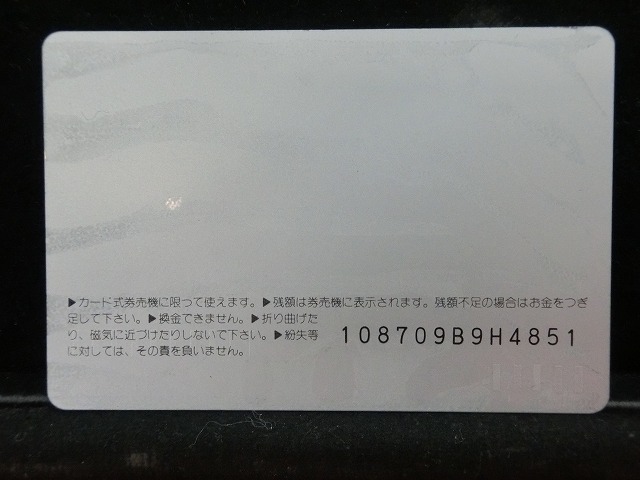 ▶カード式券売機に限って使えます。▶残額は券売機に表示されます。残額不足の場合はお金をつぎ
足して下さい。▶換金できません。▶折り曲げた
り、磁気に近づけたりしないで下さい。▶紛失等
に対しては、その責を負いません。
108709B9H4851